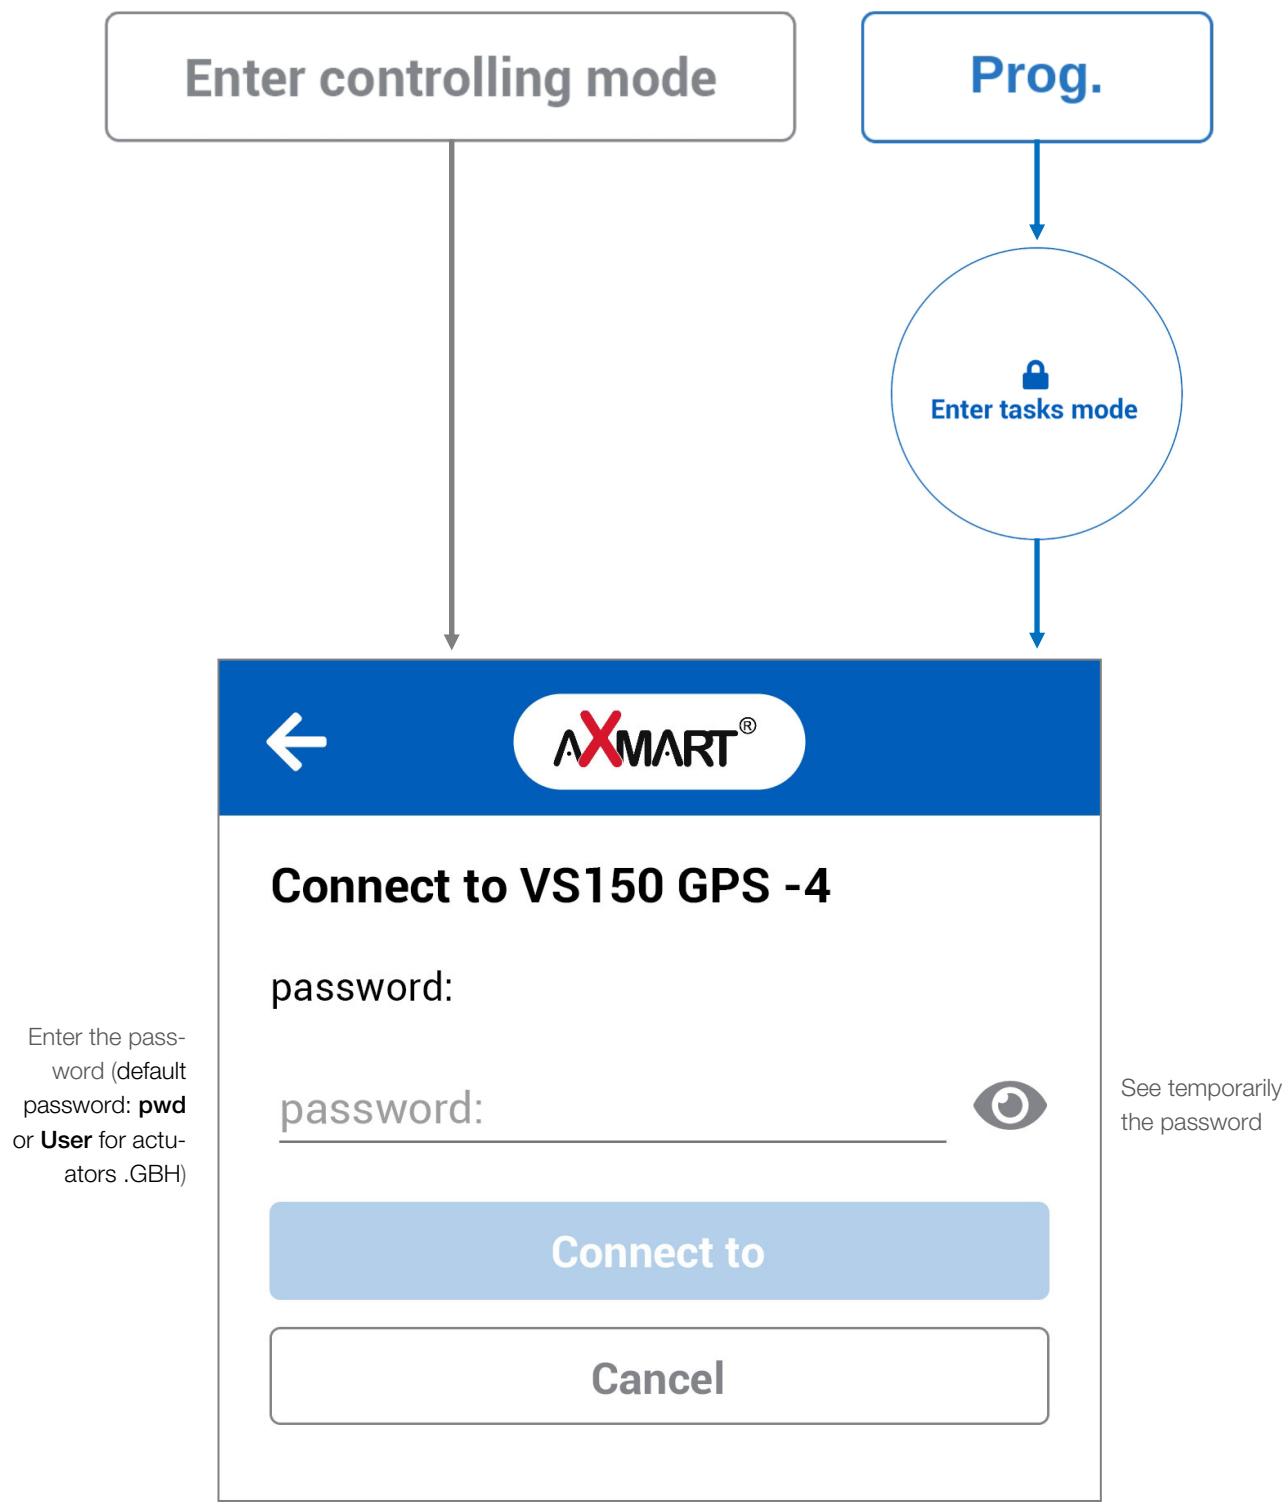 Enter controlling mode
Prog.
Enter tasks mode
AXMART®
Connect to VS150 GPS -4
password:
Enter the pass-
word (default
password: pwd
or User for actu-
ators .GBH)
password:
See temporarily
the password
Connect to
Cancel